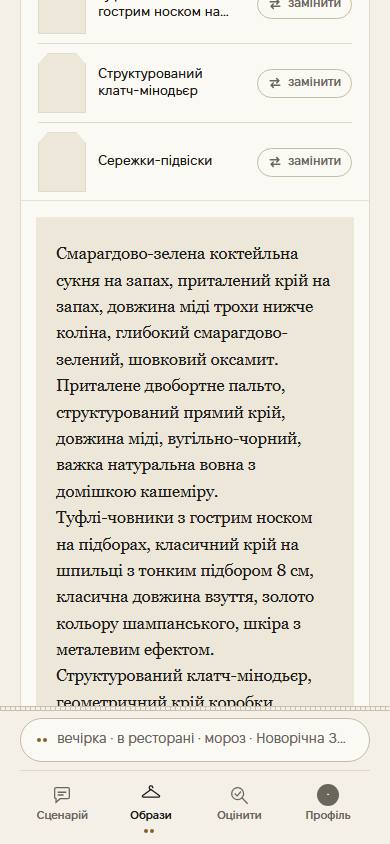 гострим носком на...
замінити
Структурований
клатч-мінодьєр
замінити
Сережки-підвіски
замінити
Смарагдово-зелена коктейльна
сукня на запах, приталений крій на
запах, довжина міді трохи нижче
коліна, глибокий смарагдово-
зелений, шовковий оксамит.
Приталене двобортне пальто,
структурований прямий крій,
довжина міді, вугільно-чорний,
важка натуральна вовна з
домішкою кашеміру.
Туфлі-човники з гострим носком
на підборах, класичний крій на
шпильці з тонким підбором 8 см,
класична довжина взуття, золото
кольору шампанського, шкіра з
металевим ефектом.
Структурований клатч-мінодьєр,
геометричний крій коробки,
вечірка · в ресторані · мороз · Новорічна З...
Сценарій
Образи
Оцінити
Профіль